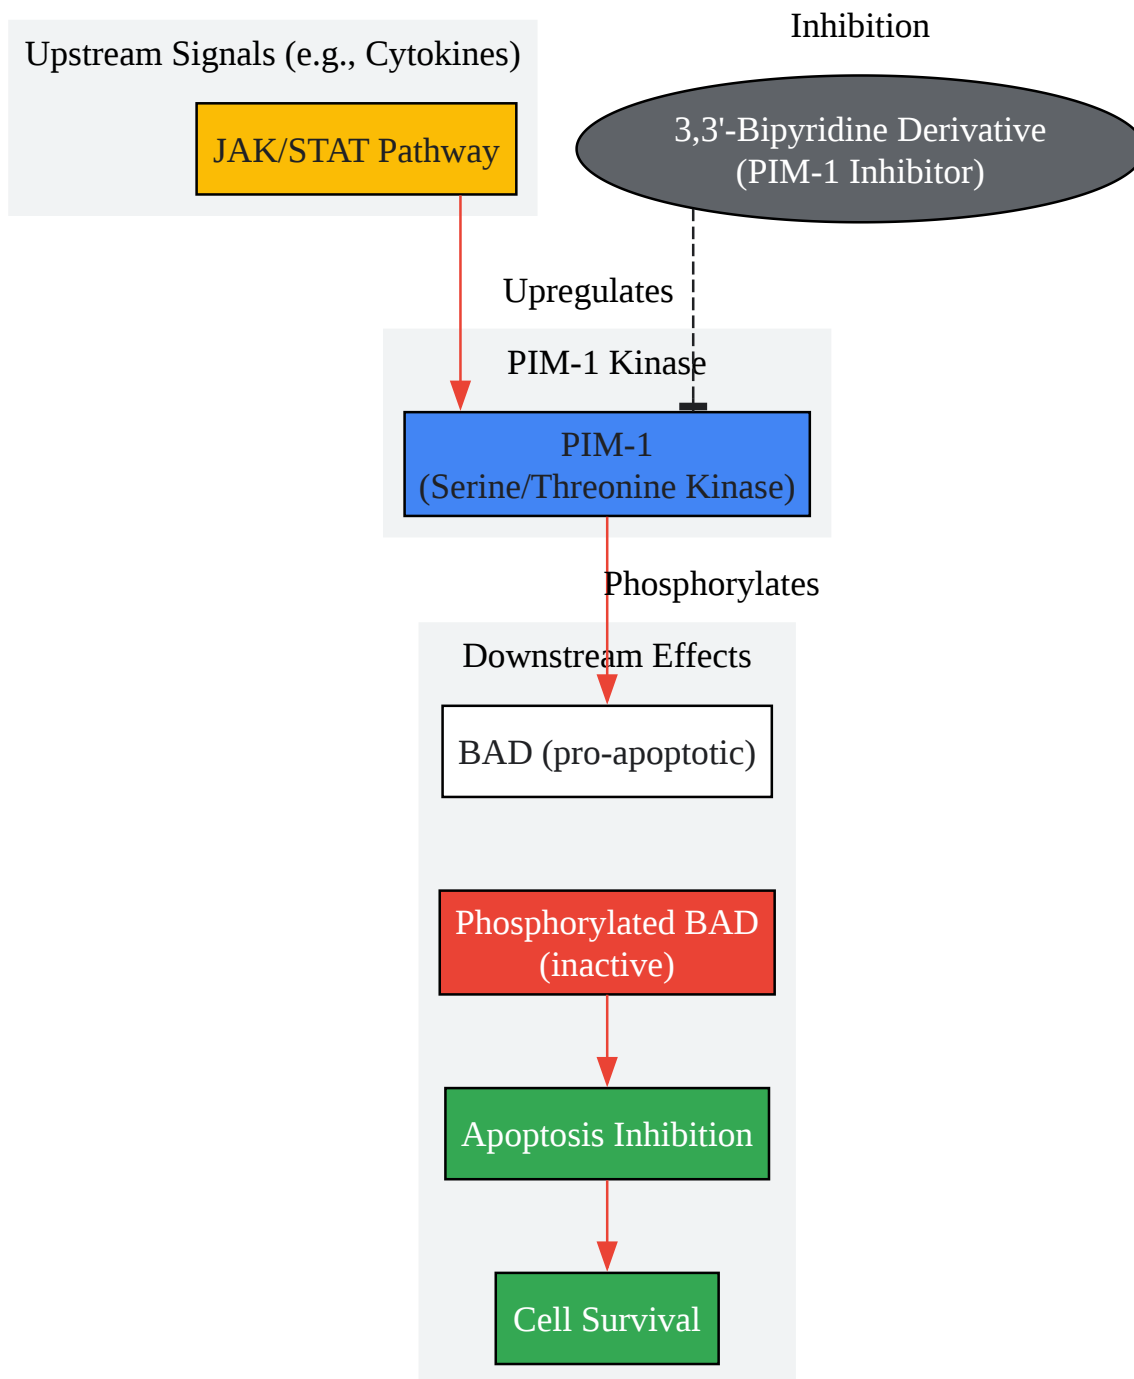 Inhibition
Upstream Signals (e.g., Cytokines)
JAK/STAT Pathway
3,3'-Bipyridine Derivative
(PIM-1 Inhibitor)
Upregulates
PIM-1 Kinase
PIM-1
(Serine/Threonine Kinase)
Phosphorylates
Downstream Effects
BAD (pro-apoptotic)
Phosphorylated BAD
(inactive)
Apoptosis Inhibition
Cell Survival